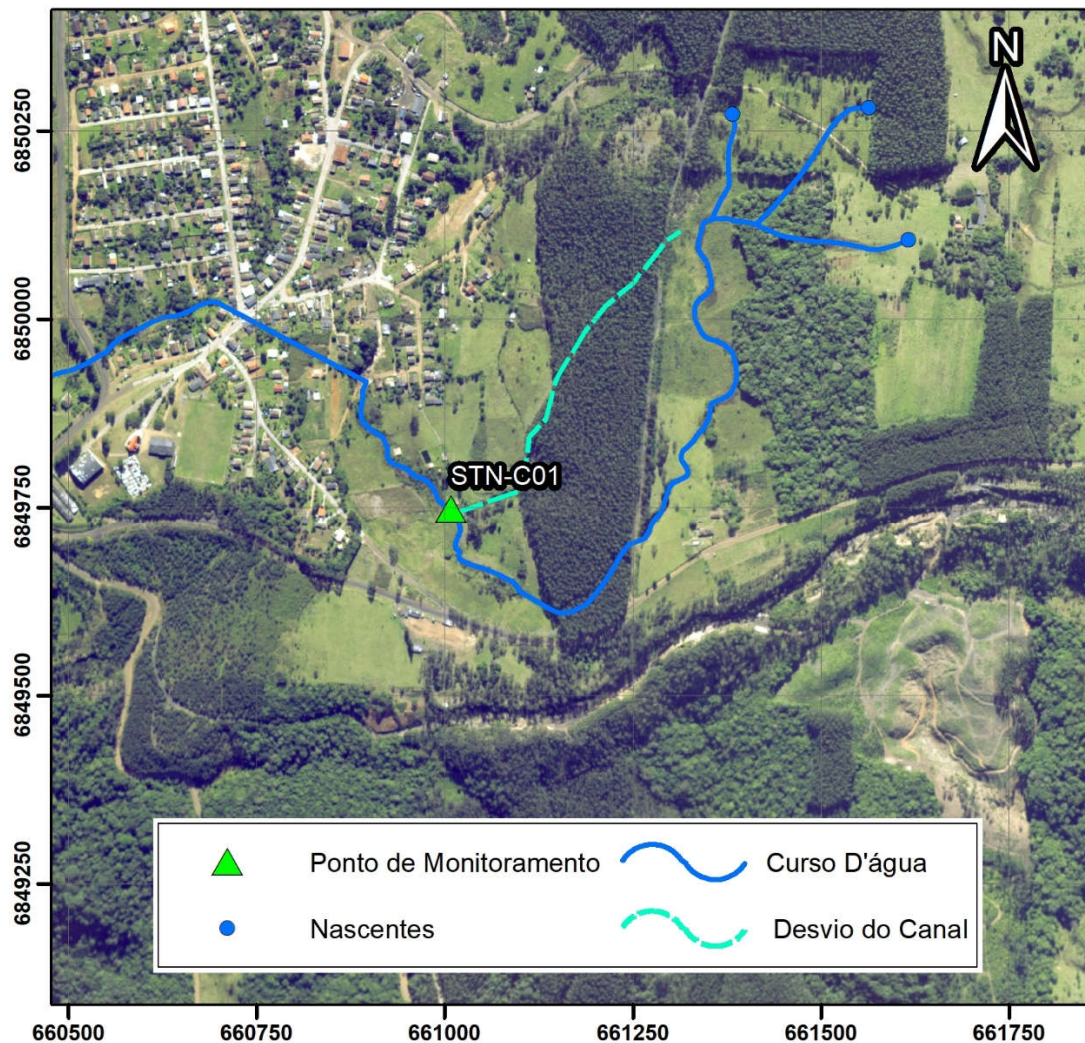 N
6850250
6850000
6849750
6849500
6849250
STN-C01
Ponto de Monitoramento
Curso D'água
Nascentes
Desvio do Canal
660500
660750
661000
661250
661500
661750